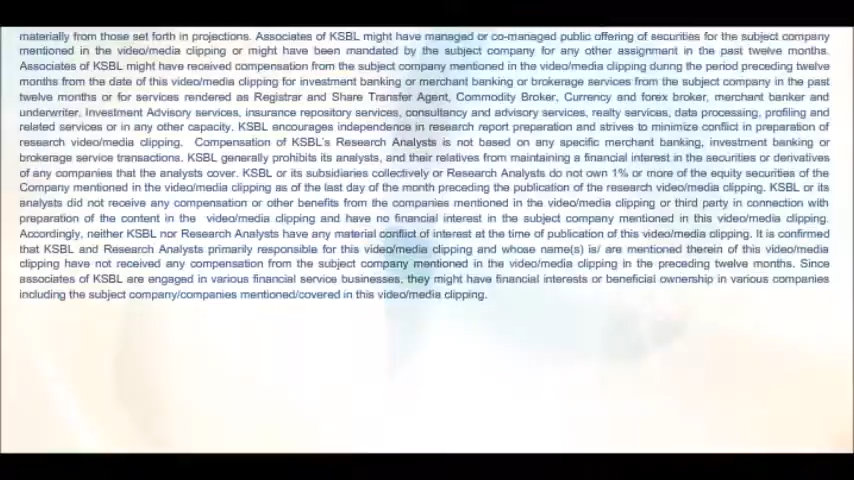 materially from those set forth in projections. Associates of KSBL might have managed or co-managed public offering of securities for the subject company
mentioned in the video/media clipping or might have been mandated by the subject company for any other assignment in the past twelve months.
Associates of KSBL might have received compensation from the subject company mentioned in the video/media clipping during the period preceding twelve
months from the date of this video/media clipping for investment banking or merchant banking or brokerage services from the subject company in the past
twelve months or for services rendered as Registrar and Share Transfer Agent, Commodity Broker, Currency and forex broker, merchant banker and
underwriter, Investment Advisory services, insurance repository services, consultancy and advisory services, realty services, data processing, profiling and
related services or in any other capacity. KSBL encourages independence in research report preparation and strives to minimize conflict in preparation of
research video/media clipping. Compensation of KSBL's Research Analysts is not based on any specific merchant banking, investment banking or
brokerage service transactions. KSBL generally prohibits its analysts, and their relatives from maintaining a financial interest in the securities or derivatives
of any companies that the analysts cover. KSBL or its subsidiaries collectively or Research Analysts do not own 1% or more of the equity securities of the
Company mentioned in the video/media clipping as of the last day of the month preceding the publication of the research video/media clipping. KSBL or its
analysts did not receive any compensation or other benefits from the companies mentioned in the video/media clipping or third party in connection with
preparation of the content in the video/media clipping and have no financial interest in the subject company mentioned in this video/media clipping.
Accordingly, neither KSBL nor Research Analysts have any material conflict of interest at the time of publication of this video/media clipping. It is confirmed
that KSBL and Research Analysts primarily responsible for this video/media clipping and whose name(s) is/ are mentioned therein of this video/media
clipping have not received any compensation from the subject company mentioned in the video/media clipping in the preceding twelve months. Since
associates of KSBL are engaged in various financial service businesses, they might have financial interests or beneficial ownership in various companies
including the subject company/companies mentioned/covered in this video/media clipping.